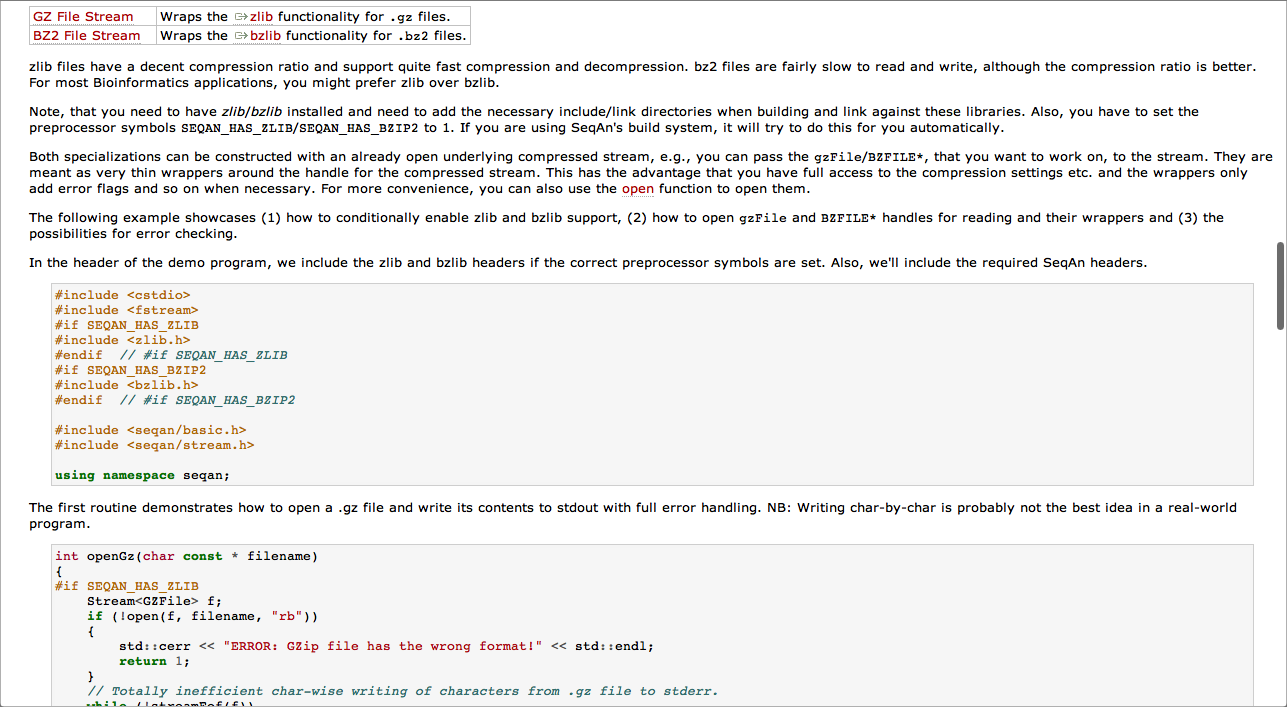 GZ File Stream Wraps the zlib functionality for .gz files.
BZ2 File Stream Wraps the bzlib functionality for .bz2 files.
zlib files have a decent compression ratio and support quite fast compression and decompression. bz2 files are fairly slow to read and write, although the compression ratio is better.
For most Bioinformatics applications, you might prefer zlib over bzlib.
Note, that you need to have zlib/bzlib installed and need to add the necessary include/link directories when building and link against these libraries. Also, you have to set the
preprocessor symbols SEQAN_HAS_ZLIB/SEQAN_HAS_BZIP2 to 1. If you are using SeqAn's build system, it will try to do this for you automatically.
Both specializations can be constructed with an already open underlying compressed stream, e.g., you can pass the gzFile/BZFILE*, that you want to work on, to the stream. They are
meant as very thin wrappers around the handle for the compressed stream. This has the advantage that you have full access to the compression settings etc. and the wrappers only
add error flags and so on when necessary. For more convenience, you can also use the open function to open them.
The following example showcases (1) how to conditionally enable zlib and bzlib support, (2) how to open gzFile and BZFILE* handles for reading and their wrappers and (3) the
possibilities for error checking.
In the header of the demo program, we include the zlib and bzlib headers if the correct preprocessor symbols are set. Also, we'll include the required SeqAn headers.
#include <cstdio>
#include <fstream>
#if SEQAN_HAS_ZLIB
#include <zlib.h>
#endif  // #if SEQAN_HAS_ZLIB
#if SEQAN_HAS_BZIP2
#include <bzlib.h>
#endif  // #if SEQAN_HAS_BZIP2
#include <seqan/basic.h>
#include <seqan/stream.h>
using namespace seqan;
The first routine demonstrates how to open a .gz file and write its contents to stdout with full error handling. NB: Writing char-by-char is probably not the best idea in a real-world
program.
int openGz(char const * filename)
{
#if SEQAN_HAS_ZLIB
    Stream<GZFile> f;
    if (!open(f, filename, "rb"))
    {
        std::cerr << "ERROR: GZip file has the wrong format!" << std::endl;
        return 1;
    }
    // Totally inefficient char-wise writing of characters from .gz file to stderr.
    while (!streamEof(f))